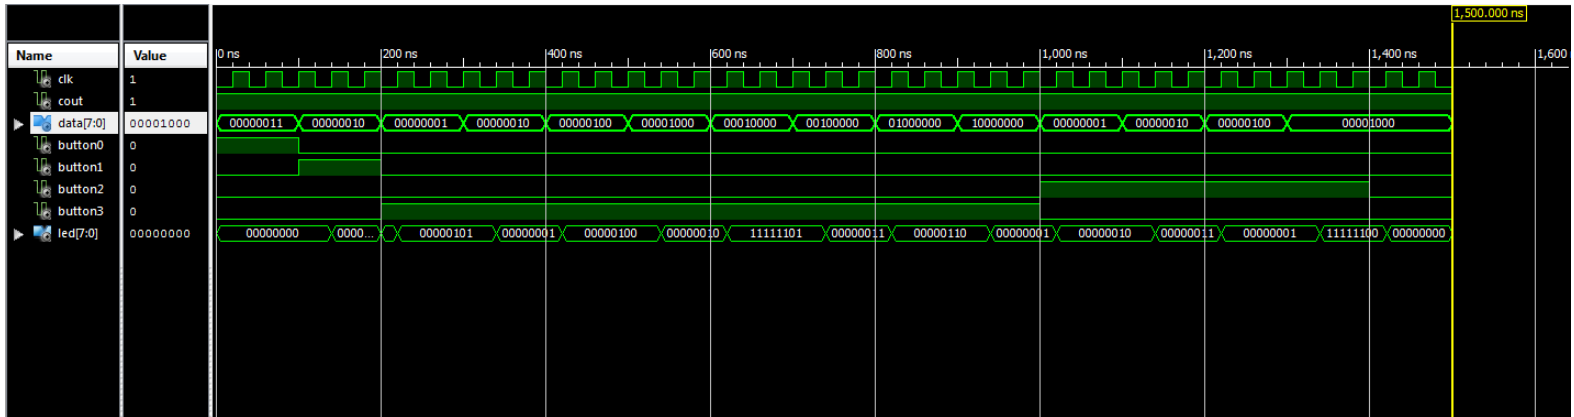 1,500.000 ns
Name Value 0 ns 200 ns 400 ns 600 ns 800 ns 1,000 ns 1,200 ns 1,400 ns 1,600
clk 1
cout 1
data[7:0] 00001000 00000011 00000010 00000001 00000010 00000100 00001000 00010000 00100000 01000000 10000000 00000001 00000010 00000100 00001000
button0 0
button1 0
button2 0
button3 0
led[7:0] 00000000 00000000 0000... 00000101 00000001 00000100 00000010 11111101 00000011 00000110 00000001 00000010 00000011 00000001 11111100 00000000